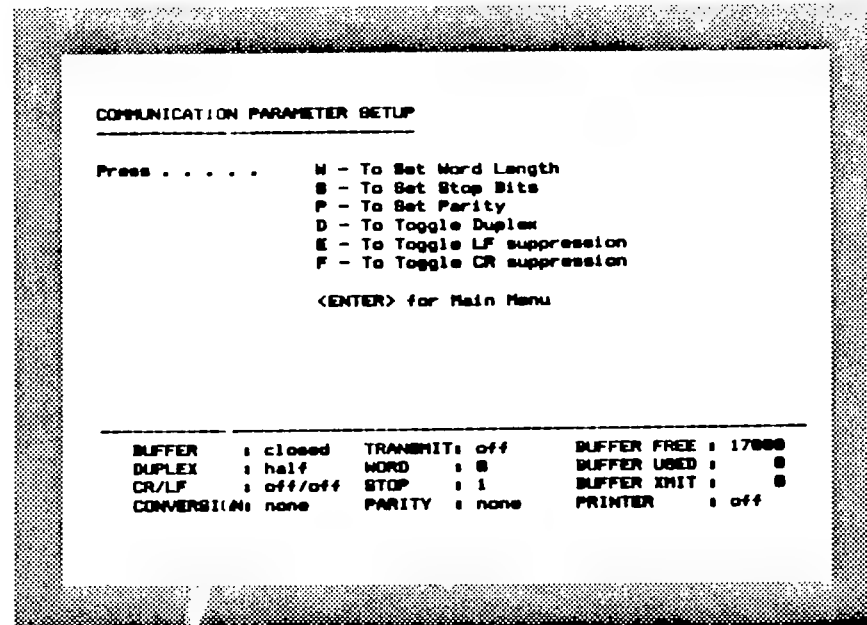 COMMUNICATION PARAMETER SETUP
Press . . . . . W - To Set Word Length
S - To Set Stop Bits
P - To Set Parity
D - To Toggle Duplex
E - To Toggle LF suppression
F - To Toggle CR suppression
<ENTER> for Main Menu
BUFFER : closed TRANSMIT: off BUFFER FREE : 17000
DUPLEX : half WORD : 8 BUFFER USED : 0
CR/LF : off/off STOP : 1 BUFFER XMIT : 0
CONVERSION: none PARITY : none PRINTER : off